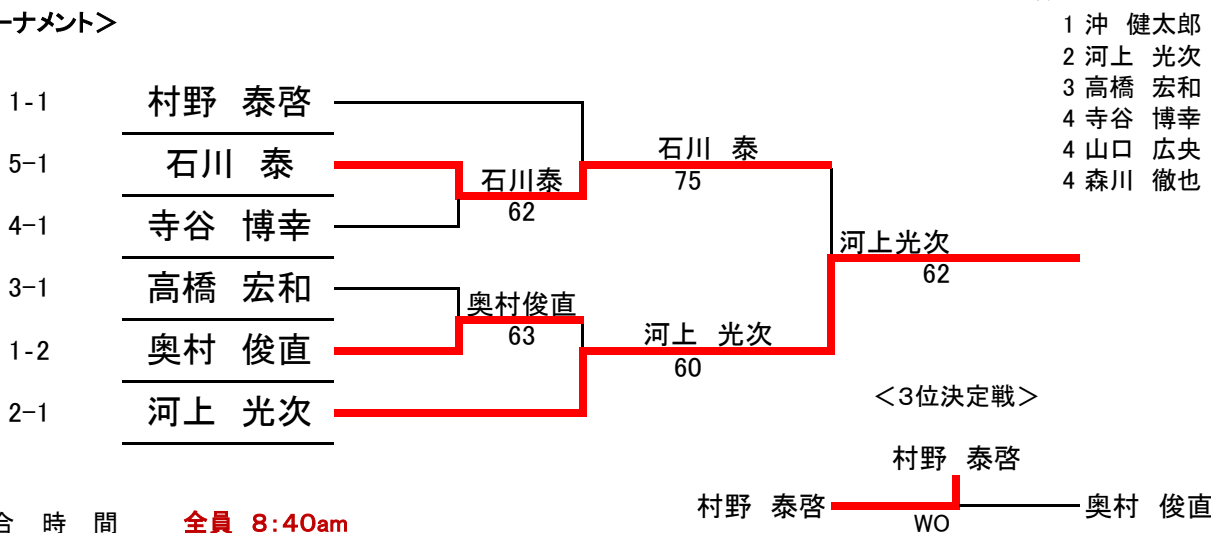 ーナメント＞
1 沖 健太郎
2 河上 光次
3 高橋 宏和
4 寺谷 博幸
4 山口 広央
4 森川 徹也
1-1 村野 泰啓
5-1 石川 泰
4-1 寺谷 博幸
3-1 高橋 宏和
1-2 奥村 俊直
2-1 河上 光次
石川泰
62
奥村俊直
63
石川 泰
75
河上 光次
60
河上光次
62
＜3位決定戦＞
村野 泰啓
村野 泰啓
WO
奥村 俊直
合 時 間 全員 8:40am